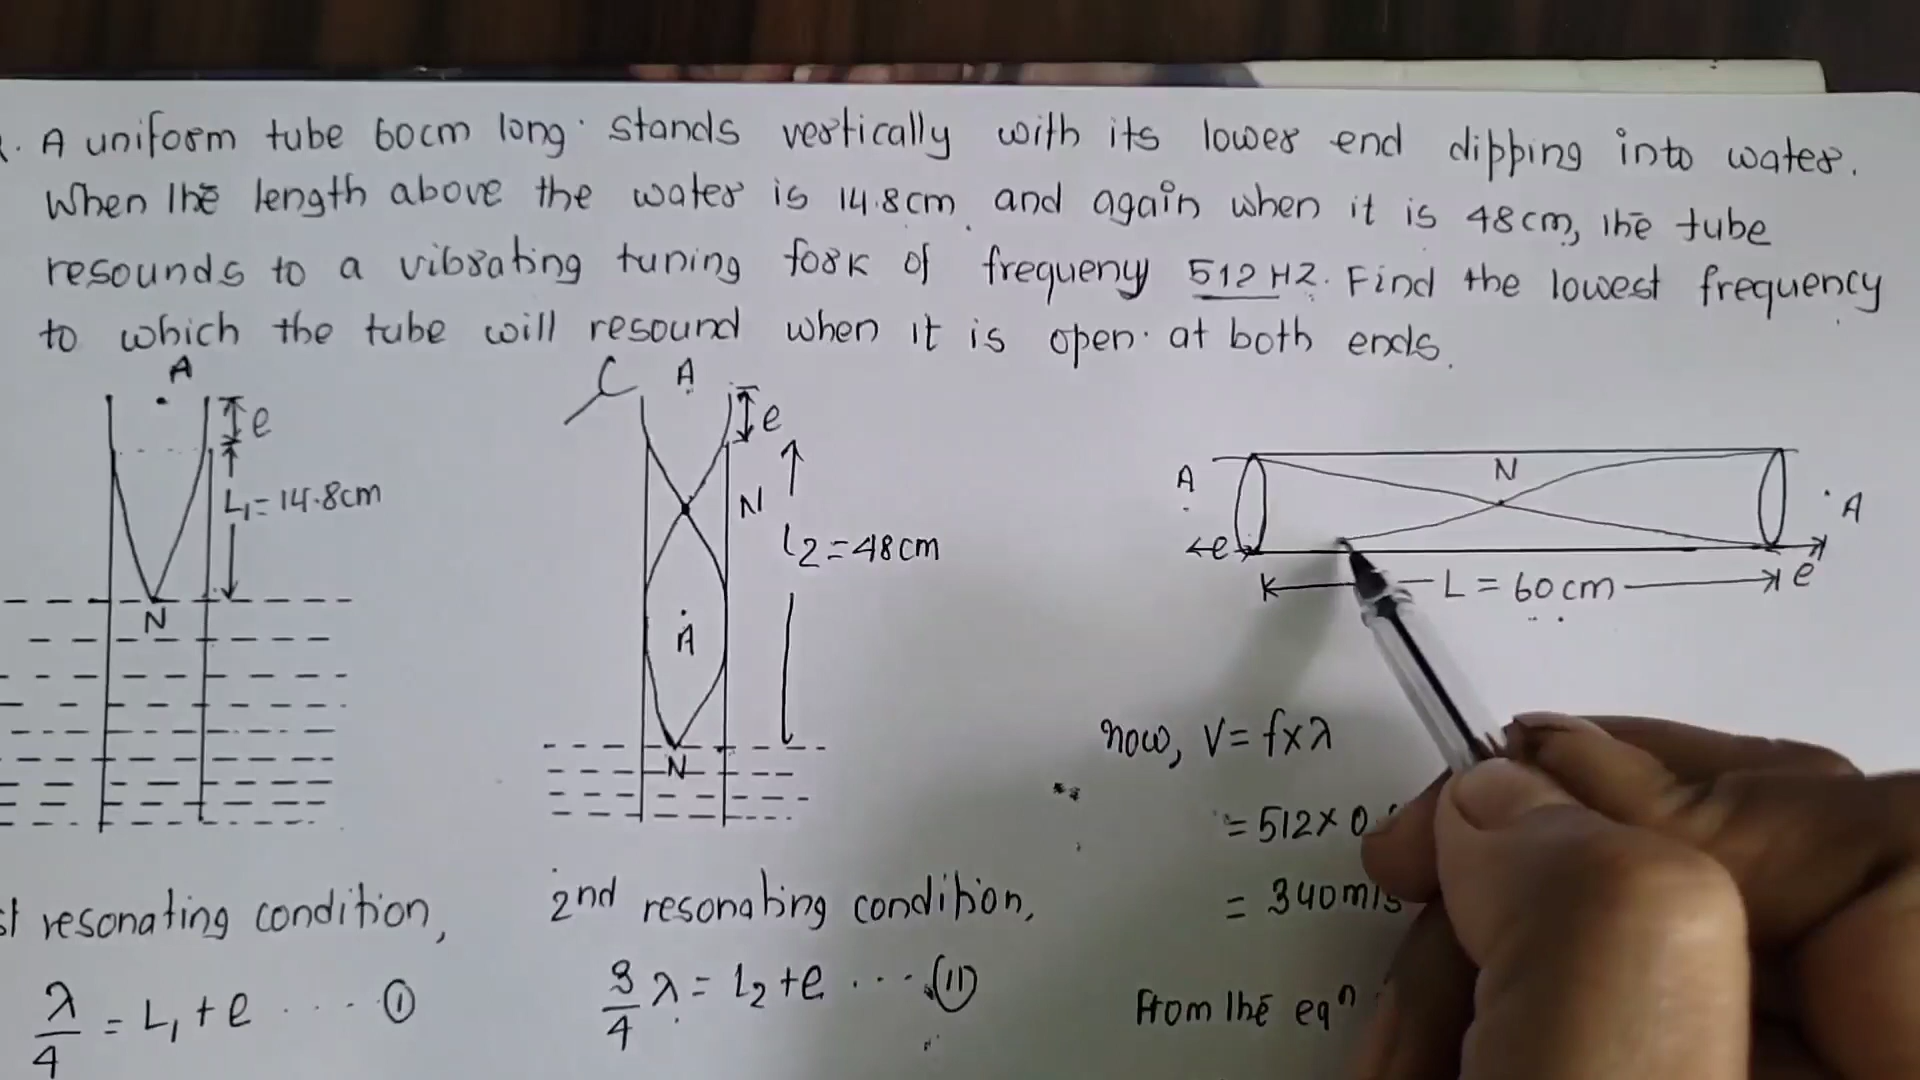 . A uniform tube 60cm long stands vertically with its lower end dipping into water.
When the length above the water is 14.8cm and again when it is 48cm, the tube
resounds to a vibrating tuning fork of frequeny 512 HZ. Find the lowest frequency
to which the tube will resound when it is open at both ends.
A
e
L₁ = 14.8cm
N
A
e
N
l₂ = 48cm
A
N
A
N
A
e
e
L = 60cm
now, V = f×λ
= 512 × 0.
= 340m/s
From the eqⁿ
st resonating condition,
λ/4 = L₁ + e .... ①
2nd resonating condition,
3/4 λ = l₂ + e ... (11)